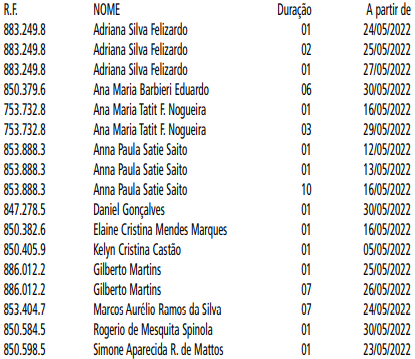 R.F. NOME Duração A partir de
883.249.8 Adriana Silva Felizardo 01 24/05/2022
883.249.8 Adriana Silva Felizardo 02 25/05/2022
883.249.8 Adriana Silva Felizardo 01 27/05/2022
850.379.6 Ana Maria Barbieri Eduardo 06 30/05/2022
753.732.8 Ana Maria Tatit F. Nogueira 01 16/05/2022
753.732.8 Ana Maria Tatit F. Nogueira 03 29/05/2022
853.888.3 Anna Paula Satie Saito 01 12/05/2022
853.888.3 Anna Paula Satie Saito 01 13/05/2022
853.888.3 Anna Paula Satie Saito 10 16/05/2022
847.278.5 Daniel Gonçalves 01 30/05/2022
850.382.6 Elaine Cristina Mendes Marques 01 16/05/2022
850.405.9 Kelyn Cristina Castão 01 05/05/2022
886.012.2 Gilberto Martins 01 25/05/2022
886.012.2 Gilberto Martins 07 26/05/2022
853.404.7 Marcos Aurélio Ramos da Silva 07 24/05/2022
850.584.5 Rogerio de Mesquita Spinola 01 30/05/2022
850.598.5 Simone Aparecida R. de Mattos 01 23/05/2022